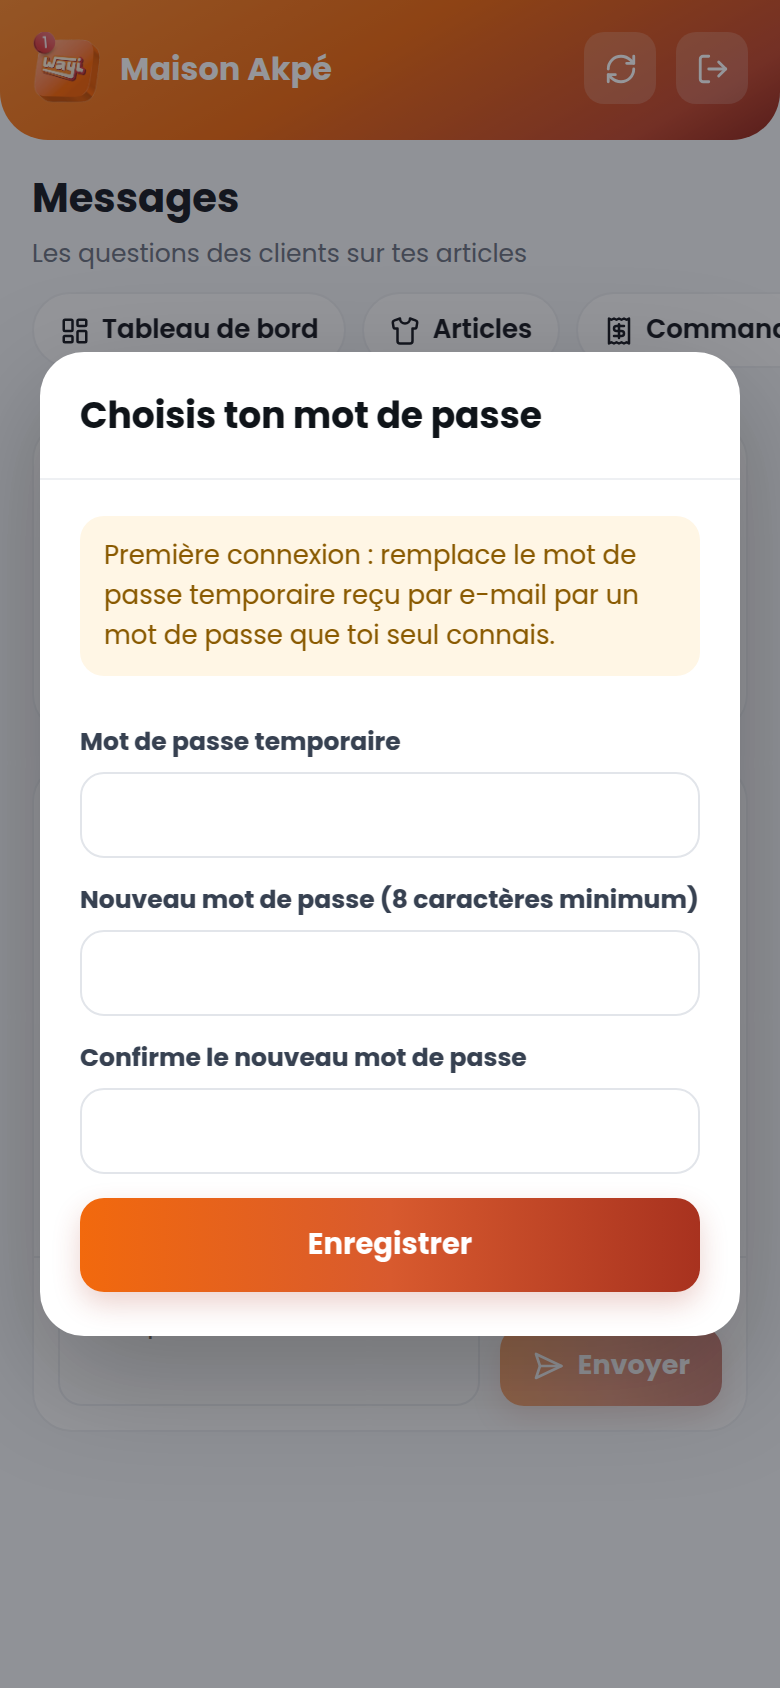 1
wayi
Maison Akpé
Messages
Les questions des clients sur tes articles
Tableau de bord
Articles
Command
Choisis ton mot de passe
Première connexion : remplace le mot de
passe temporaire reçu par e-mail par un
mot de passe que toi seul connais.
Mot de passe temporaire
Nouveau mot de passe (8 caractères minimum)
Confirme le nouveau mot de passe
Enregistrer
Envoyer